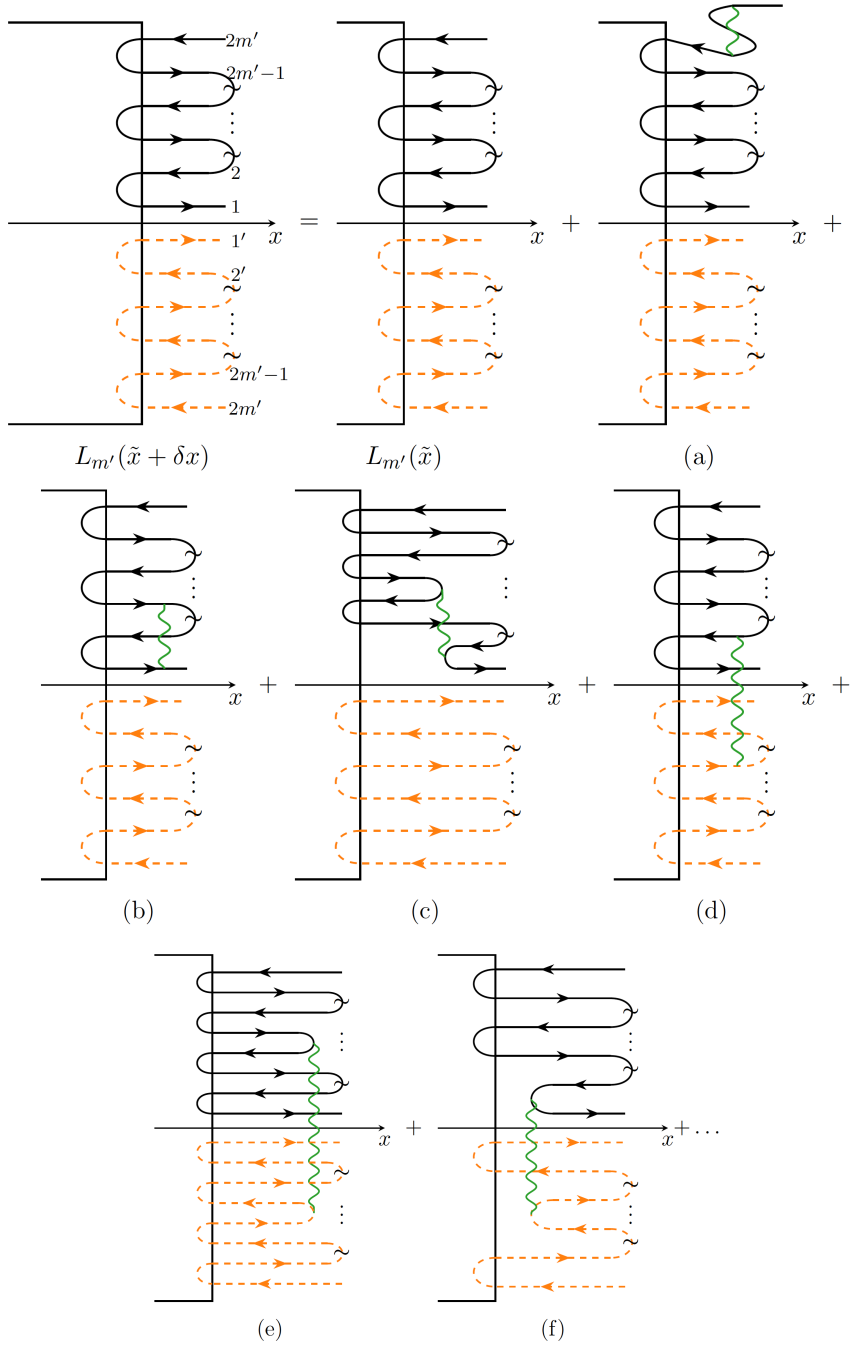 2m′
2m′−1
⋮
2
1
x
1′
2′
⋮
2m′−1
2m′
L_{m′}(x̃ + δx)
=
⋮
x
⋮
L_{m′}(x̃)
+
⋮
x
⋮
(a)
+
⋮
x
⋮
(b)
+
⋮
x
⋮
(c)
+
⋮
x
⋮
(d)
+
⋮
x
⋮
(e)
+
⋮
x
⋮
(f)
+ ...